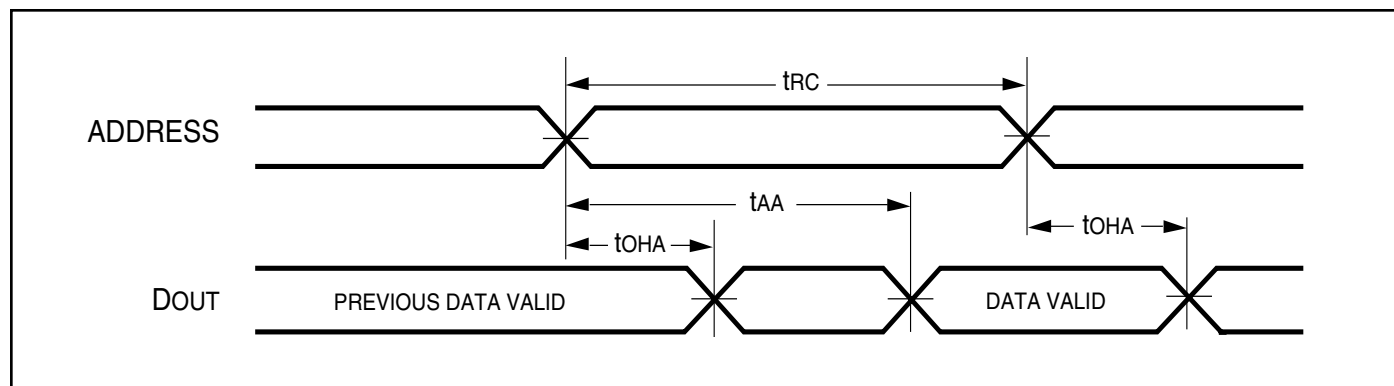 tRC
ADDRESS
tAA
tOHA
tOHA
DOUT
PREVIOUS DATA VALID
DATA VALID